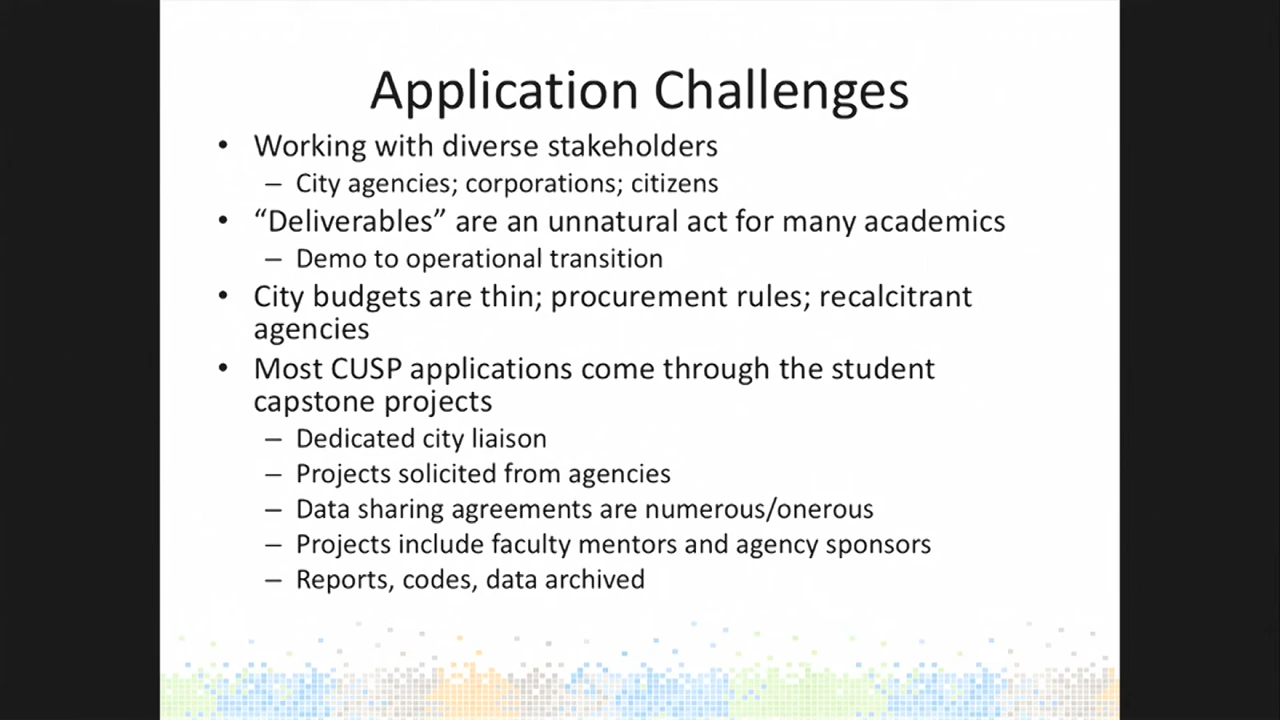 Application Challenges
• Working with diverse stakeholders
– City agencies; corporations; citizens
• “Deliverables” are an unnatural act for many academics
– Demo to operational transition
• City budgets are thin; procurement rules; recalcitrant
agencies
• Most CUSP applications come through the student
capstone projects
– Dedicated city liaison
– Projects solicited from agencies
– Data sharing agreements are numerous/onerous
– Projects include faculty mentors and agency sponsors
– Reports, codes, data archived